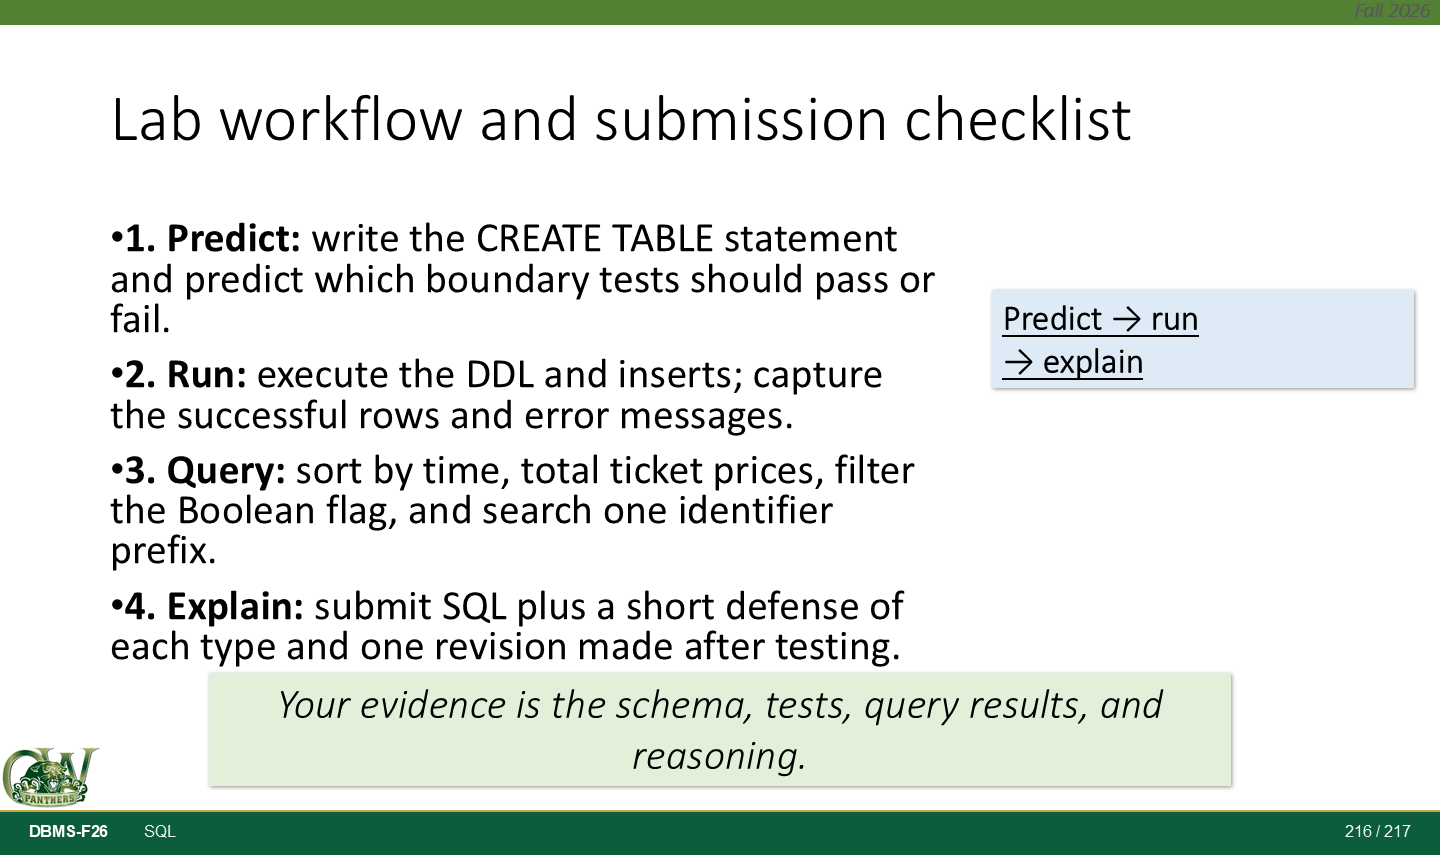 Fall 2026
Lab workflow and submission checklist
•1. Predict: write the CREATE TABLE statement
and predict which boundary tests should pass or
fail.
•2. Run: execute the DDL and inserts; capture
the successful rows and error messages.
•3. Query: sort by time, total ticket prices, filter
the Boolean flag, and search one identifier
prefix.
•4. Explain: submit SQL plus a short defense of
each type and one revision made after testing.
Predict → run
→ explain
Your evidence is the schema, tests, query results, and
reasoning.
OW
PANTHERS
DBMS-F26 SQL 216 / 217